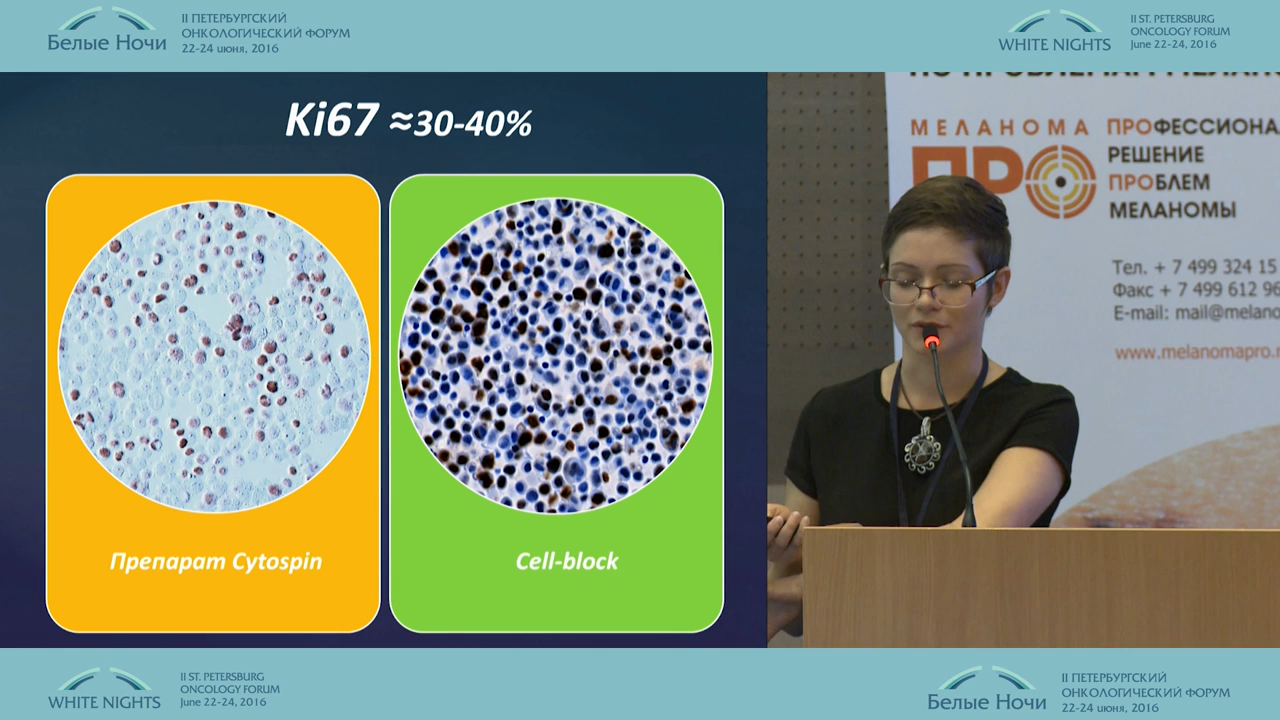 Белые Ночи
II ПЕТЕРБУРГСКИЙ
ОНКОЛОГИЧЕСКИЙ ФОРУМ
22-24 июня, 2016
WHITE NIGHTS
II ST. PETERSBURG
ONCOLOGY FORUM
June 22-24, 2016
Ki67 ≈30-40%
Препарат Cytospin
Cell-block
МЕЛАНОМА
ПРО
ПРОФЕССИОНА
РЕШЕНИЕ
ПРОБЛЕМ
МЕЛАНОМЫ
Тел. + 7 499 324 15
Факс + 7 499 612 96
E-mail: mail@melano
www.melanomapro.r
WHITE NIGHTS
II ST. PETERSBURG
ONCOLOGY FORUM
June 22-24, 2016
Белые Ночи
II ПЕТЕРБУРГСКИЙ
ОНКОЛОГИЧЕСКИЙ ФОРУМ
22-24 июня, 2016